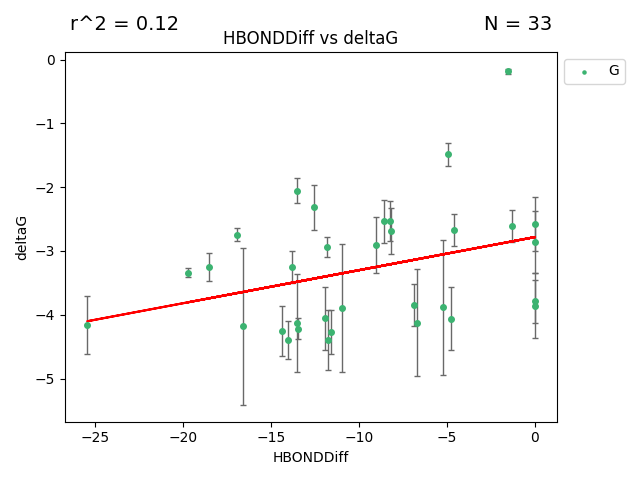 r^2 = 0.12
N = 33
HBONDDiff vs deltaG
G
0
−1
−2
−3
−4
−5
deltaG
−25
−20
−15
−10
−5
0
HBONDDiff